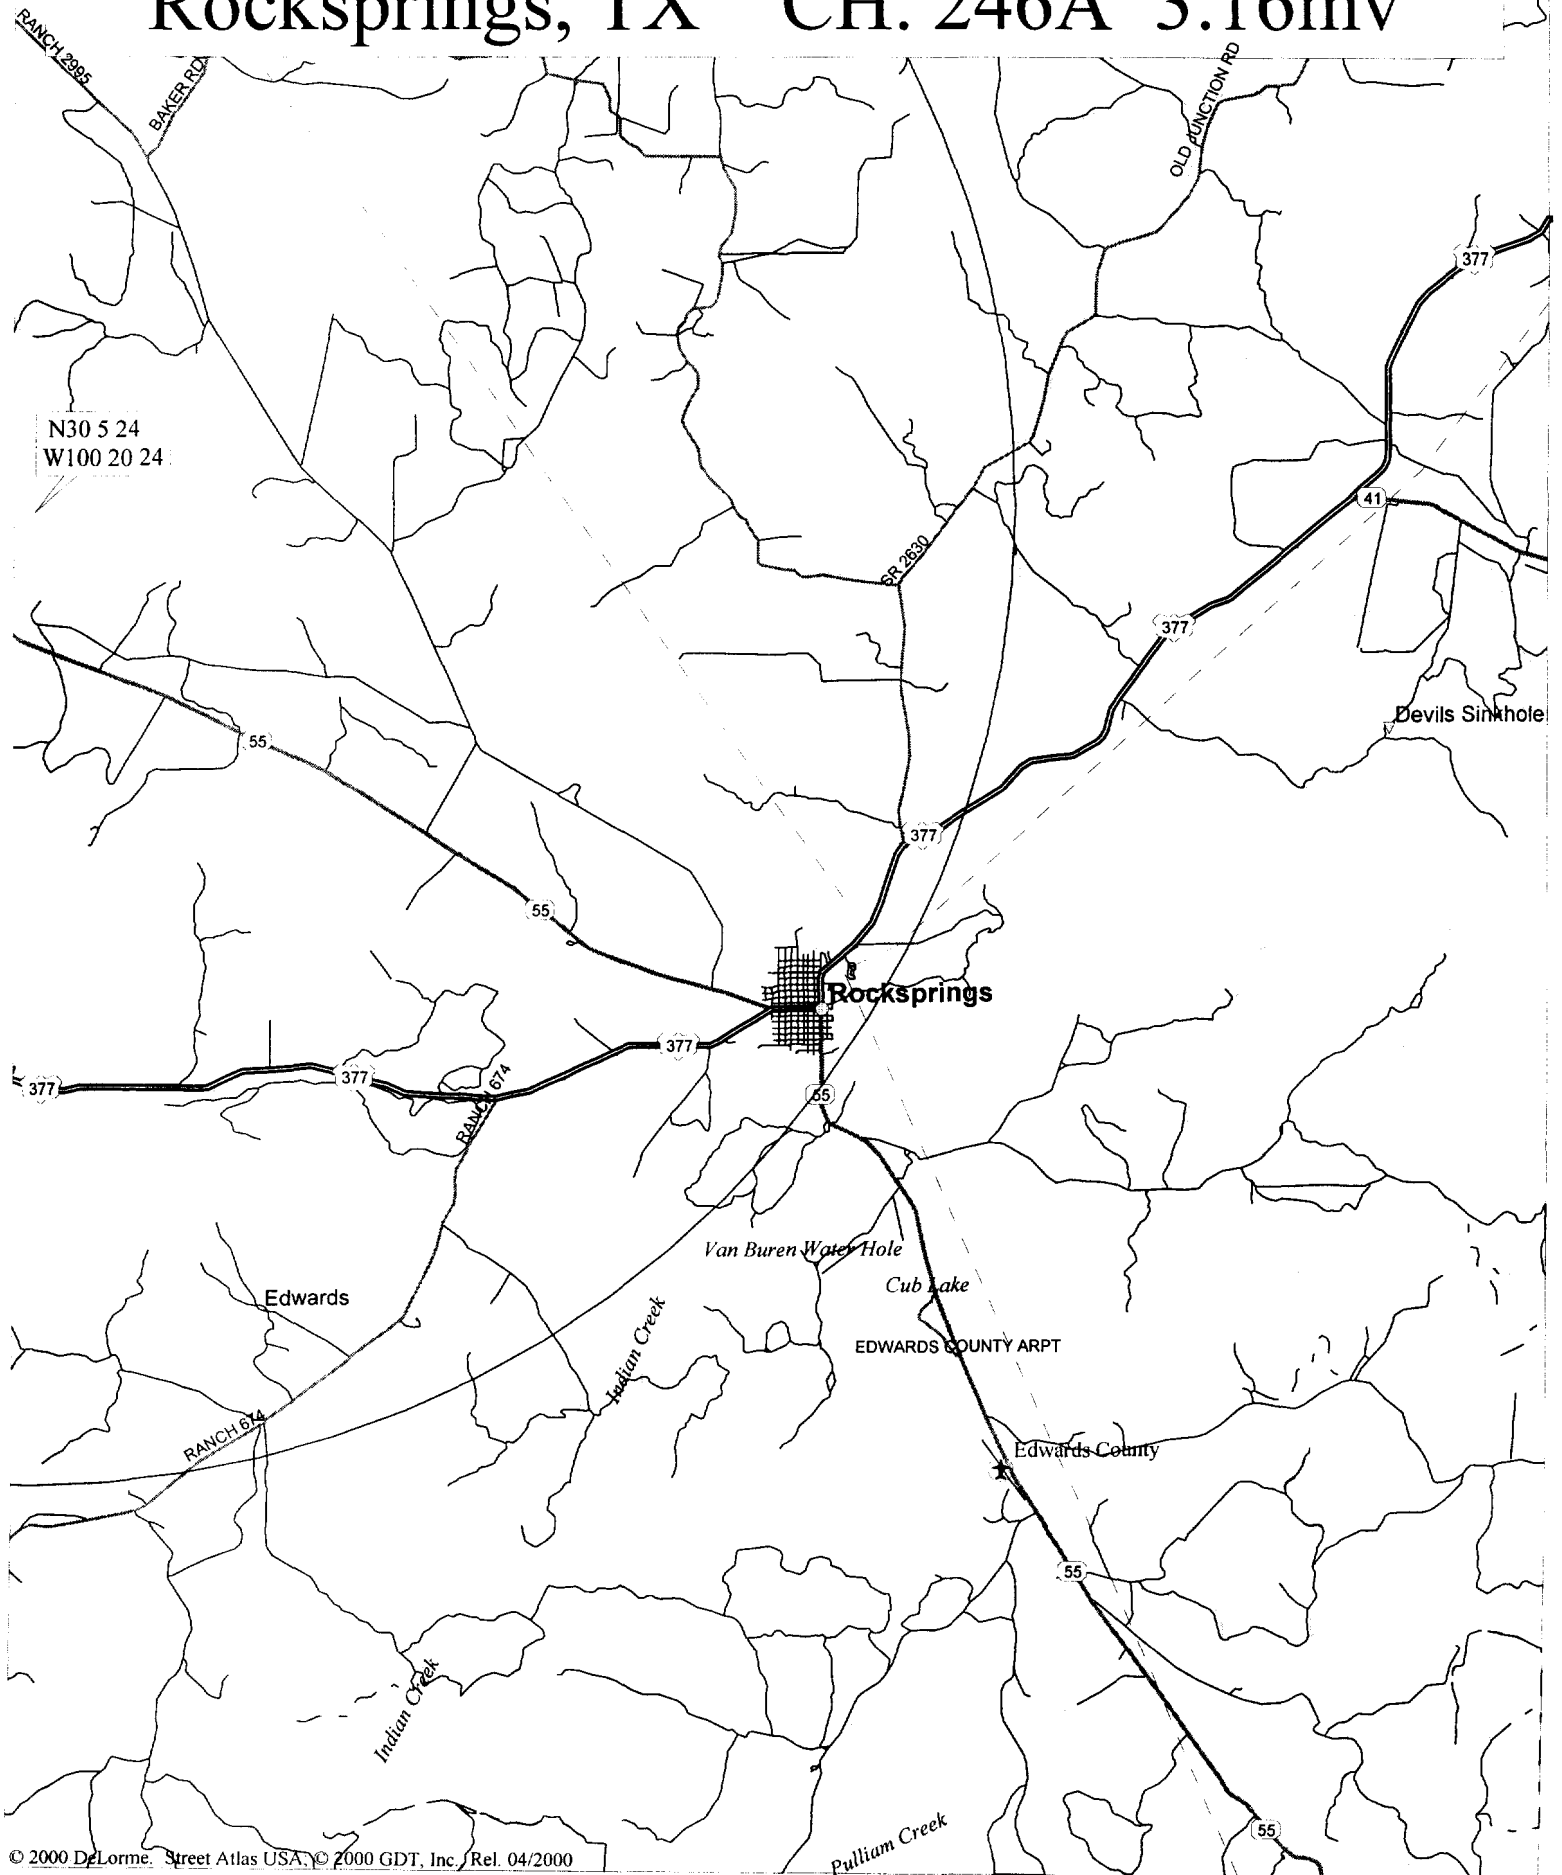 Rocksprings, TX CH. 246A 3.16mv
RANCH 2995
BAKER RD
OLD JUNCTION RD
377
N30 5 24
W100 20 24
41
SR 2630
377
Devils Sinkhole
55
377
55
Rocksprings
377
377
377
RANCH 674
55
Van Buren Water Hole
Cub Lake
Edwards
Indian Creek
EDWARDS COUNTY ARPT
RANCH 674
Edwards County
55
Indian Creek
55
Pulliam Creek
© 2000 DeLorme. Street Atlas USA; © 2000 GDT, Inc., Rel. 04/2000